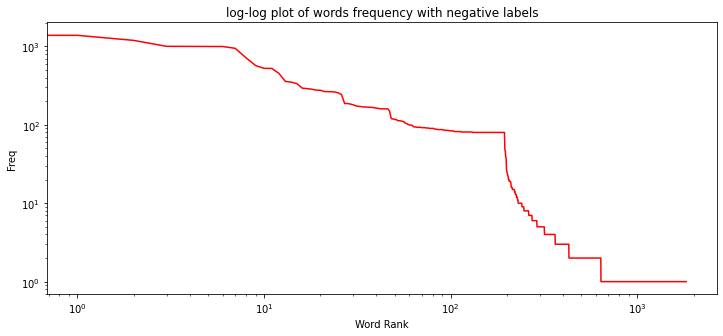 log-log plot of words frequency with negative labels
10³
10²
10¹
10⁰
Freq
10⁰ 10¹ 10² 10³
Word Rank